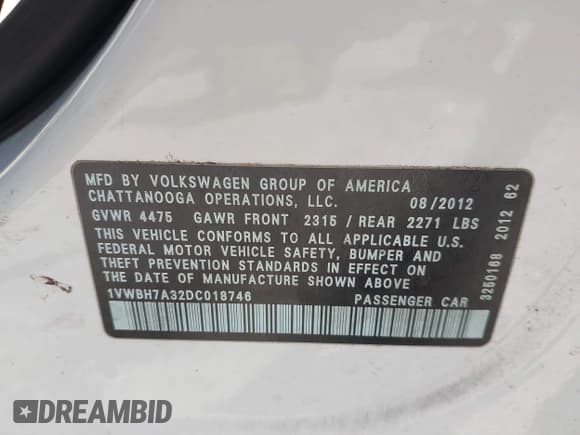 MFD BY VOLKSWAGEN GROUP OF AMERICA
CHATTANOOGA OPERATIONS, LLC. 08/2012
GVWR 4475 GAWR FRONT 2315 / REAR 2271 LBS
THIS VEHICLE CONFORMS TO ALL APPLICABLE U.S.
FEDERAL MOTOR VEHICLE SAFETY, BUMPER AND
THEFT PREVENTION STANDARDS IN EFFECT ON
THE DATE OF MANUFACTURE SHOWN ABOVE
1VWBH7A32DC018746 PASSENGER CAR
3250168 2012 62
DREAMBID